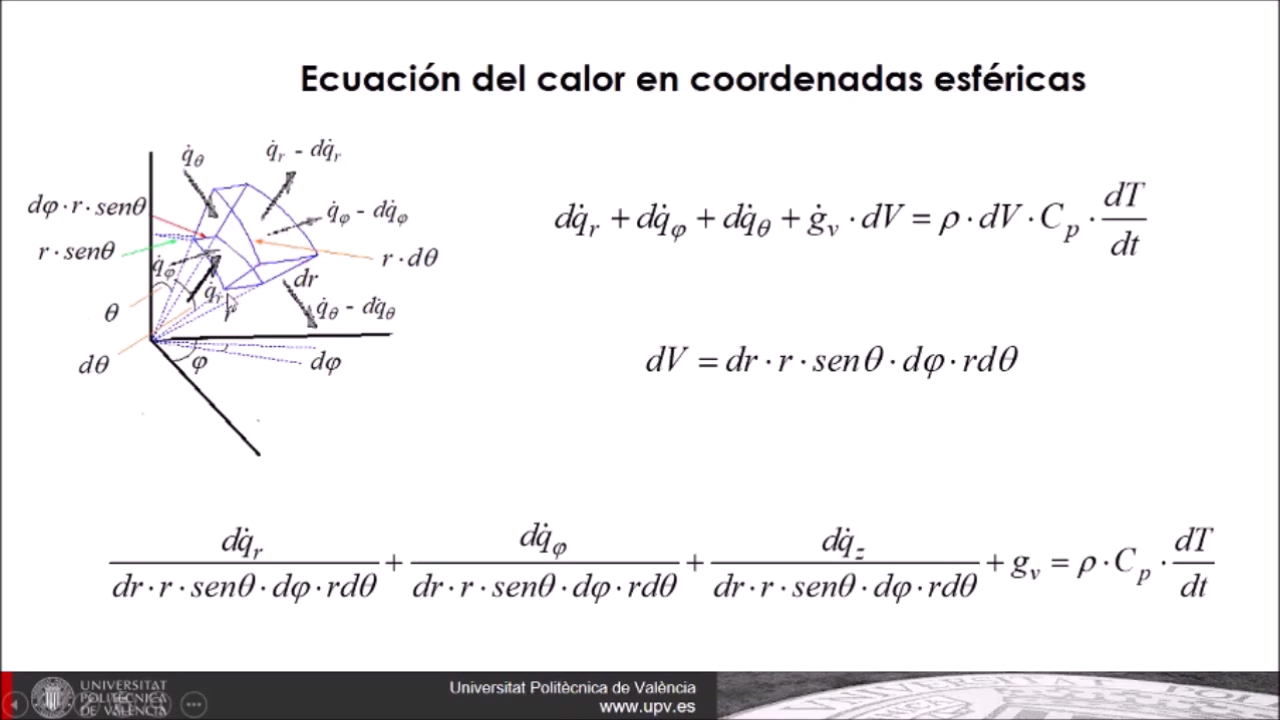 Ecuación del calor en coordenadas esféricas
q̇θ
q̇r - dq̇r
dφ·r·senθ
q̇φ - dq̇φ
r·senθ
r·dθ
q̇φ
q̇r
dr
r
θ
q̇θ - dq̇θ
dθ
φ
dφ
dq̇r + dq̇φ + dq̇θ + ġv · dV = ρ · dV · Cp · dT/dt
dV = dr · r · senθ · dφ · rdθ
dq̇r/(dr · r · senθ · dφ · rdθ) + dq̇φ/(dr · r · senθ · dφ · rdθ) + dq̇z/(dr · r · senθ · dφ · rdθ) + gv = ρ · Cp · dT/dt
UNIVERSITAT
POLITÈCNICA
DE VALÈNCIA
Universitat Politècnica de València
www.upv.es